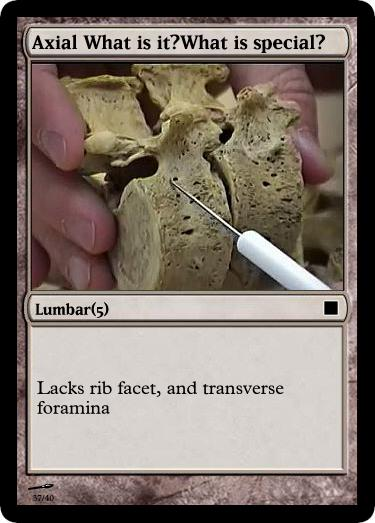 Axial What is it?What is special?
Lumbar(5)
Lacks rib facet, and transverse
foramina
37/40